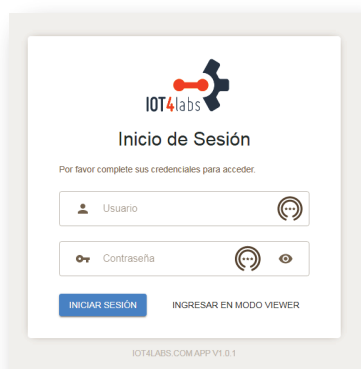 IOT4labs
Inicio de Sesión
Por favor complete sus credenciales para acceder.
Usuario
Contraseña
INICIAR SESIÓN INGRESAR EN MODO VIEWER
IOT4LABS.COM APP V1.0.1